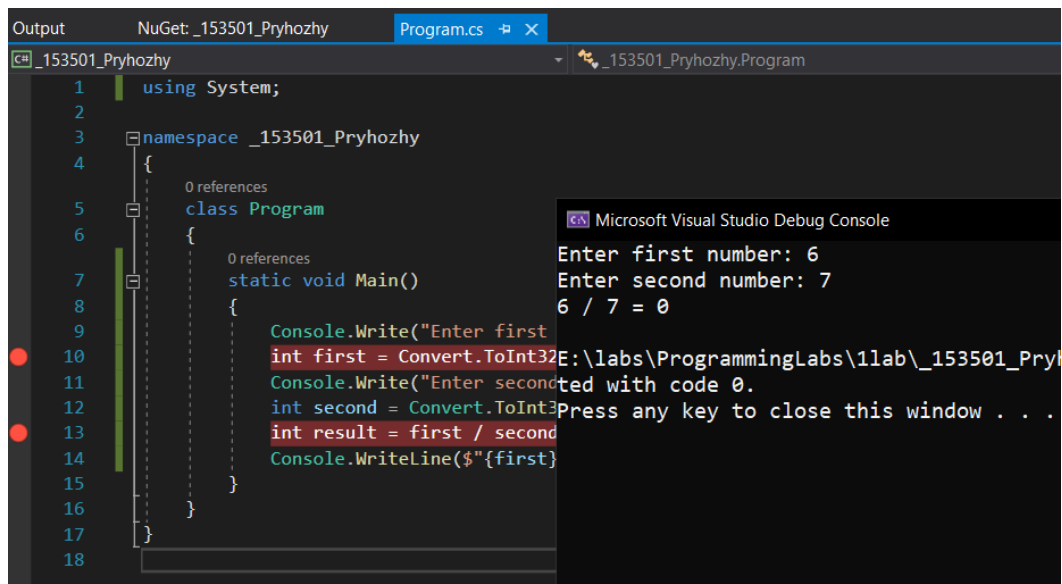 Output NuGet: _153501_Pryhozhy Program.cs
C# _153501_Pryhozhy _153501_Pryhozhy.Program
1 using System;
2
3 namespace _153501_Pryhozhy
4 {
0 references
5 class Program
6 {
0 references
7 static void Main()
8 {
9 Console.Write("Enter first
10 int first = Convert.ToInt32
11 Console.Write("Enter second
12 int second = Convert.ToInt3
13 int result = first / second
14 Console.WriteLine($"{first}
15 }
16 }
17 }
18
Microsoft Visual Studio Debug Console
Enter first number: 6
Enter second number: 7
6 / 7 = 0
E:\labs\ProgrammingLabs\1lab\_153501_Pry
ted with code 0.
Press any key to close this window . . .